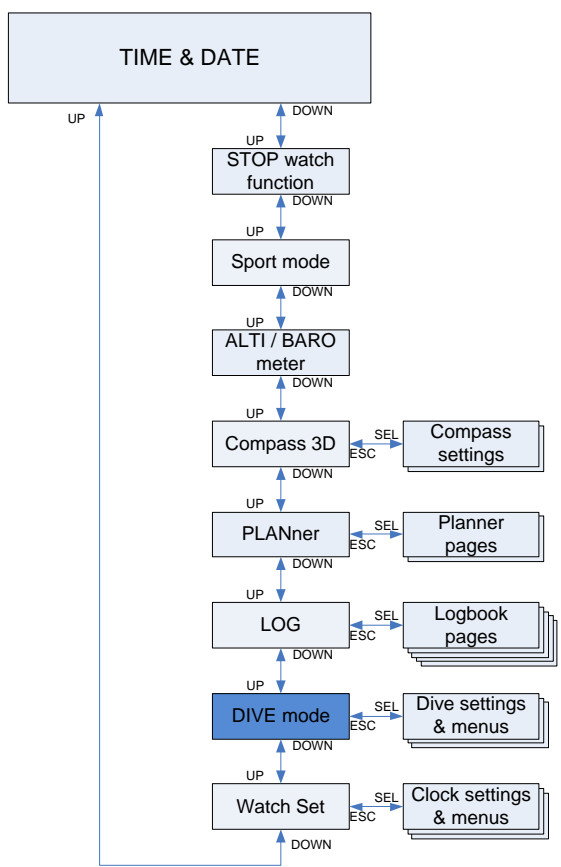 TIME & DATE
UP
DOWN
UP
STOP watch
function
DOWN
UP
Sport mode
DOWN
UP
ALTI / BARO
meter
DOWN
UP
Compass 3D
SEL
ESC
Compass
settings
DOWN
UP
PLANner
SEL
ESC
Planner
pages
DOWN
UP
LOG
SEL
ESC
Logbook
pages
DOWN
UP
DIVE mode
SEL
ESC
Dive settings
& menus
DOWN
UP
Watch Set
SEL
ESC
Clock settings
& menus
DOWN